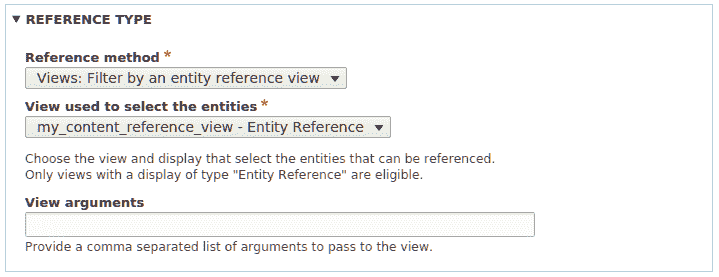 REFERENCE TYPE
Reference method *
Views: Filter by an entity reference view
View used to select the entities *
my_content_reference_view - Entity Reference
Choose the view and display that select the entities that can be referenced.
Only views with a display of type "Entity Reference" are eligible.
View arguments
Provide a comma separated list of arguments to pass to the view.